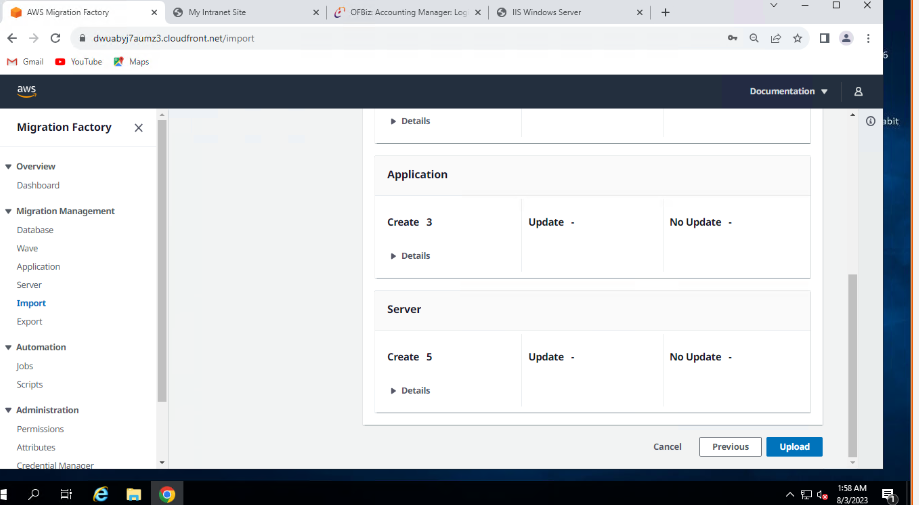 AWS Migration Factory
My Intranet Site
OFBiz: Accounting Manager: Log
IIS Windows Server
dwuabyj7aumz3.cloudfront.net/import
Gmail
YouTube
Maps
aws
Documentation
Migration Factory
Overview
Dashboard
Migration Management
Database
Wave
Application
Server
Import
Export
Automation
Jobs
Scripts
Administration
Permissions
Attributes
Credential Manager
Details
Application
Create 3
Update -
No Update -
Details
Server
Create 5
Update -
No Update -
Details
Cancel
Previous
Upload
abit
1:58 AM
8/3/2023
1